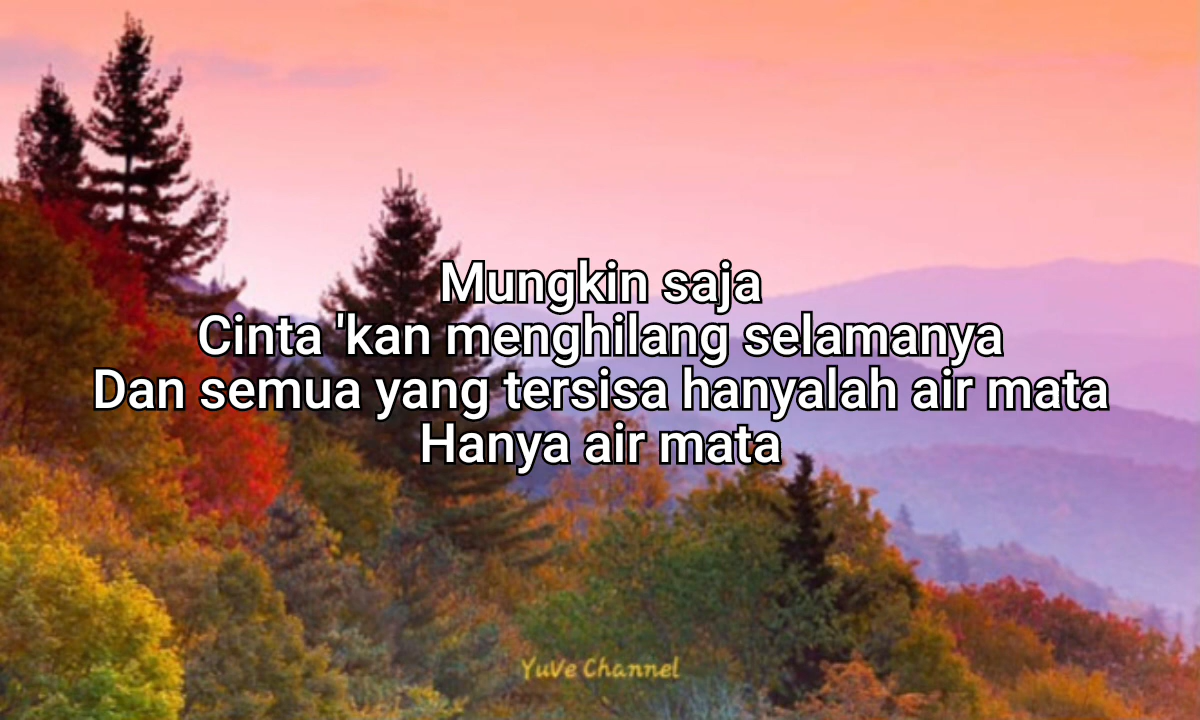 Mungkin saja
Cinta 'kan menghilang selamanya
Dan semua yang tersisa hanyalah air mata
Hanya air mata
YuVe Channel